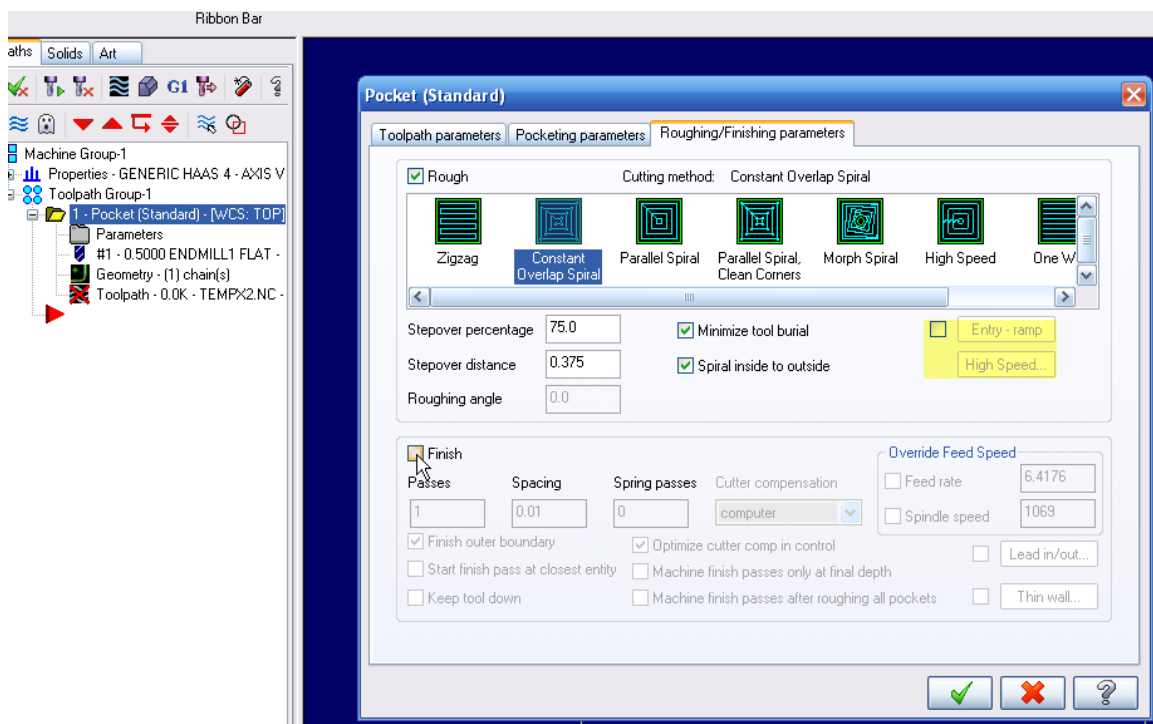 Ribbon Bar
aths Solids Art
G1
Machine Group-1
Properties - GENERIC HAAS 4 - AXIS V
Toolpath Group-1
1 - Pocket (Standard) - [WCS: TOP]
Parameters
#1 - 0.5000 ENDMILL1 FLAT -
Geometry - (1) chain(s)
Toolpath - 0.0K - TEMPX2.NC -
Pocket (Standard)
Toolpath parameters Pocketing parameters Roughing/Finishing parameters
Rough Cutting method: Constant Overlap Spiral
Zigzag Constant Overlap Spiral Parallel Spiral Parallel Spiral, Clean Corners Morph Spiral High Speed One W
Stepover percentage 75.0 Minimize tool burial Entry - ramp
Stepover distance 0.375 Spiral inside to outside High Speed...
Roughing angle 0.0
Finish Override Feed Speed
Passes Spacing Spring passes Cutter compensation Feed rate 6.4176
1 0.01 0 computer Spindle speed 1069
Finish outer boundary Optimize cutter comp in control Lead in/out...
Start finish pass at closest entity Machine finish passes only at final depth
Keep tool down Machine finish passes after roughing all pockets Thin wall...